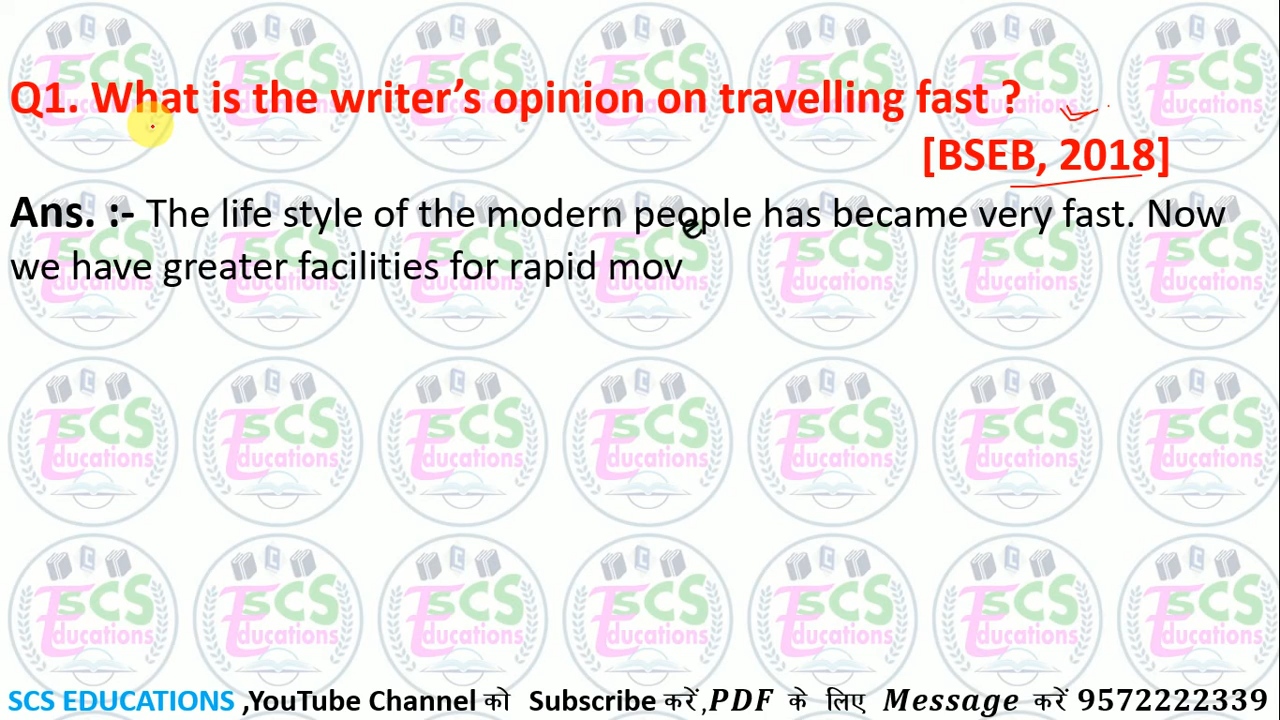 Q1. What is the writer’s opinion on travelling fast ?
[BSEB, 2018]
Ans. :- The life style of the modern people has became very fast. Now
we have greater facilities for rapid mov
SCS EDUCATIONS ,YouTube Channel को Subscribe करें,PDF के लिए Message करें 9572222339